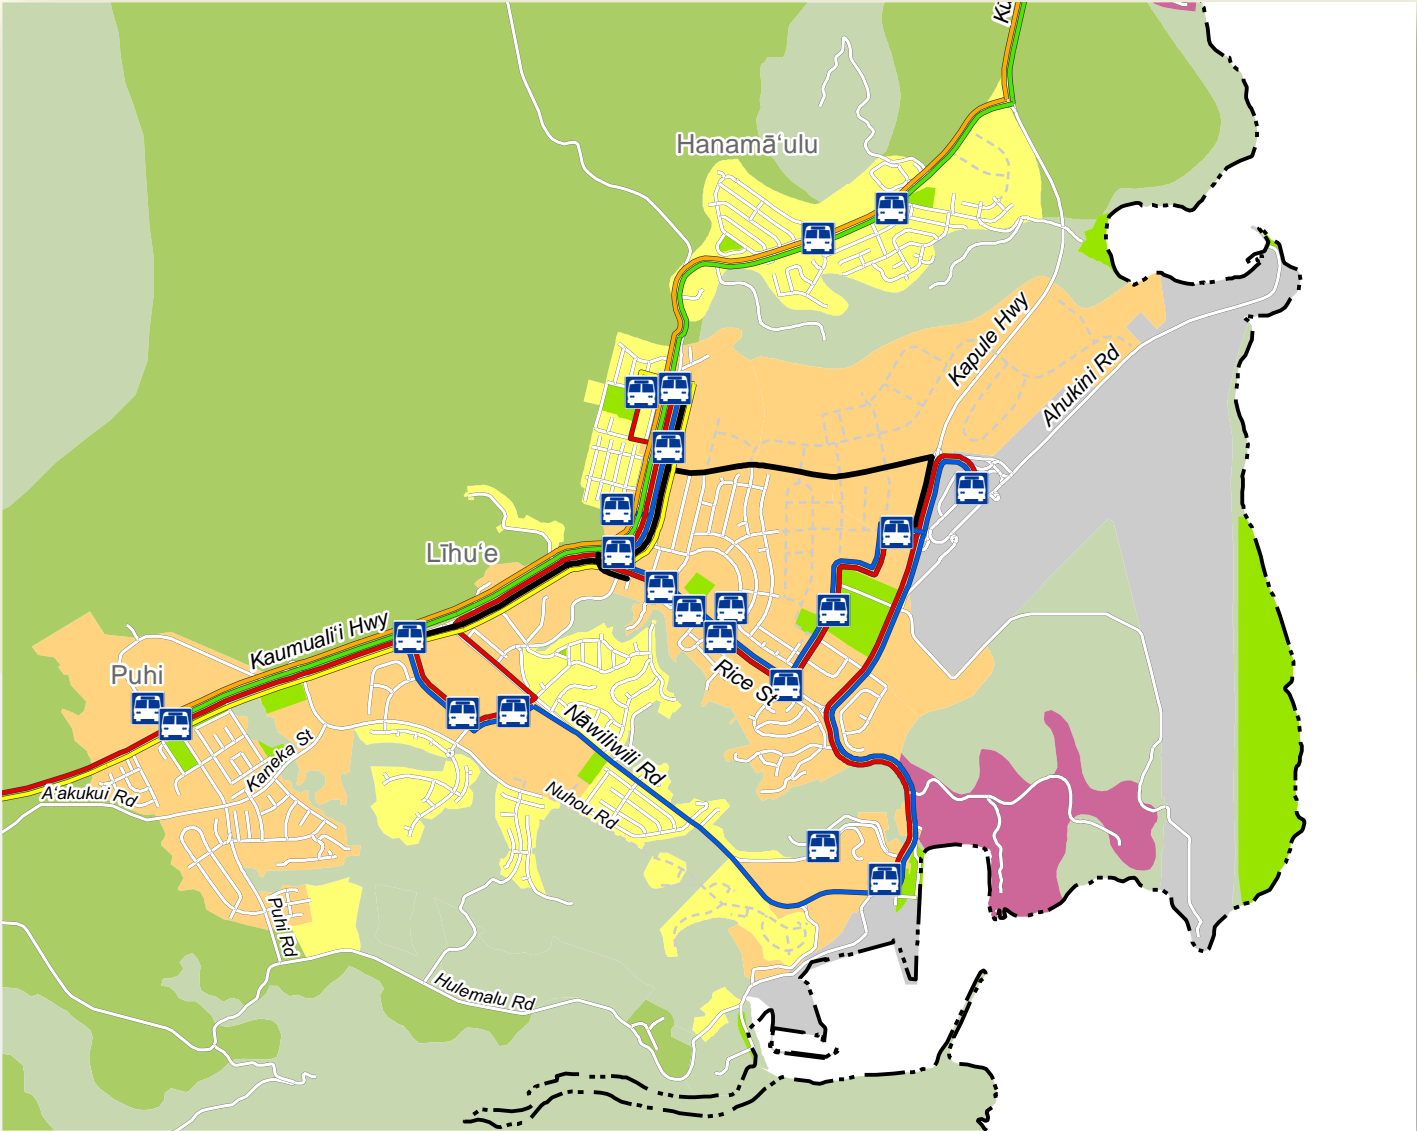 Hanamā‘ulu
Kapule Hwy
Ahukini Rd
Līhu‘e
Kaumuali‘i Hwy
Puhi
Rice St
Nāwiliwili Rd
Kaneka St
A‘akukui Rd
Nuhou Rd
Puhi Rd
Hulemalu Rd